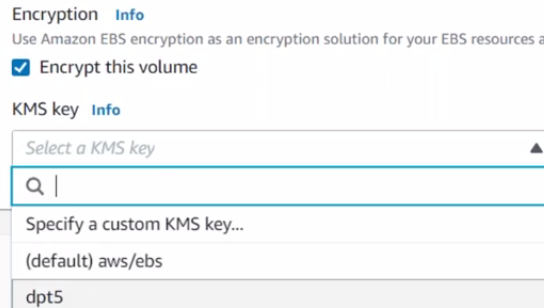 Encryption Info
Use Amazon EBS encryption as an encryption solution for your EBS resources a
Encrypt this volume
KMS key Info
Select a KMS key
Specify a custom KMS key...
(default) aws/ebs
dpt5